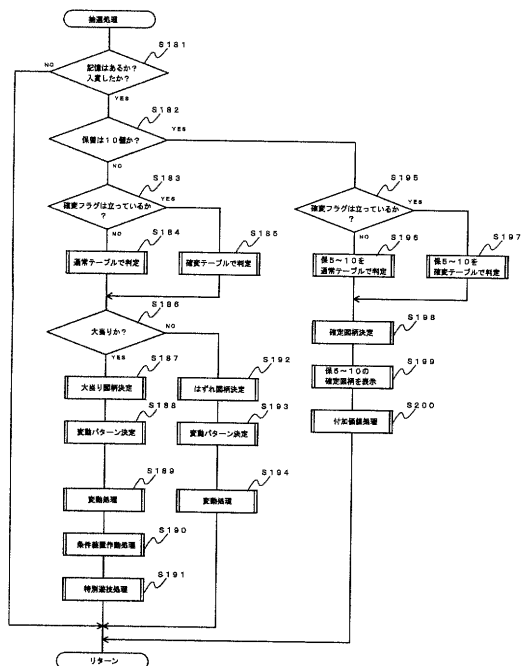 抽選処理
S181
記憶はあるか?
入賞したか?
NO
YES
S182
保留は10個か?
YES
NO
S183
確変フラグは立っているか
?
YES
NO
S184
通常テーブルで判定
S185
確変テーブルで判定
S186
大当りか?
NO
YES
S187
大当り図柄決定
S188
変動パターン決定
S189
変動処理
S190
条件装置作動処理
S191
特別遊技処理
S192
はずれ図柄決定
S193
変動パターン決定
S194
変動処理
S195
確変フラグは立っているか
?
YES
NO
S196
保5~10を
通常テーブルで判定
S197
保5~10を
確変テーブルで判定
S198
確定図柄決定
S199
保5~10の
確定図柄を表示
S200
付加価値処理
リターン